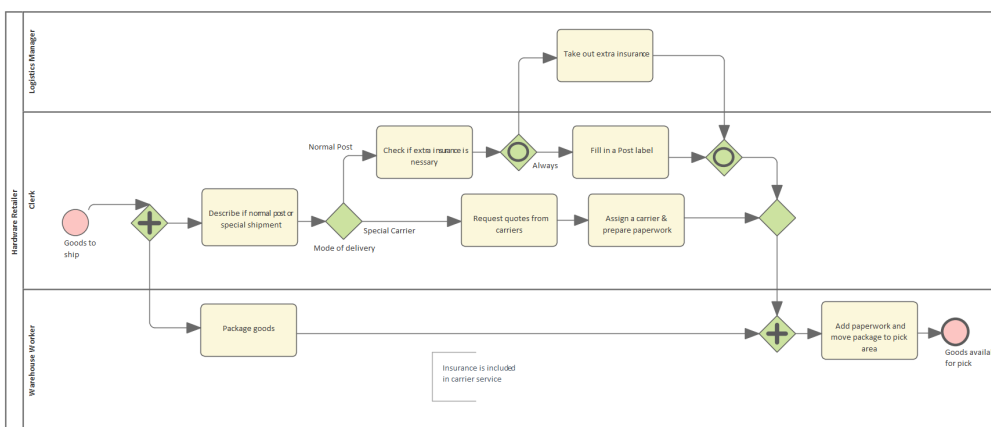 Hardware Retailer
Logistics Manager
Take out extra insurance
Clerk
Normal Post
Check if extra insurance is
nessary
Always
Fill in a Post label
Goods to
ship
Describe if normal post or
special shipment
Mode of delivery
Special Carrier
Request quotes from
carriers
Assign a carrier &
prepare paperwork
Warehouse Worker
Package goods
Insurance is included
in carrier service
Add paperwork and
move package to pick
area
Goods availa
for pick